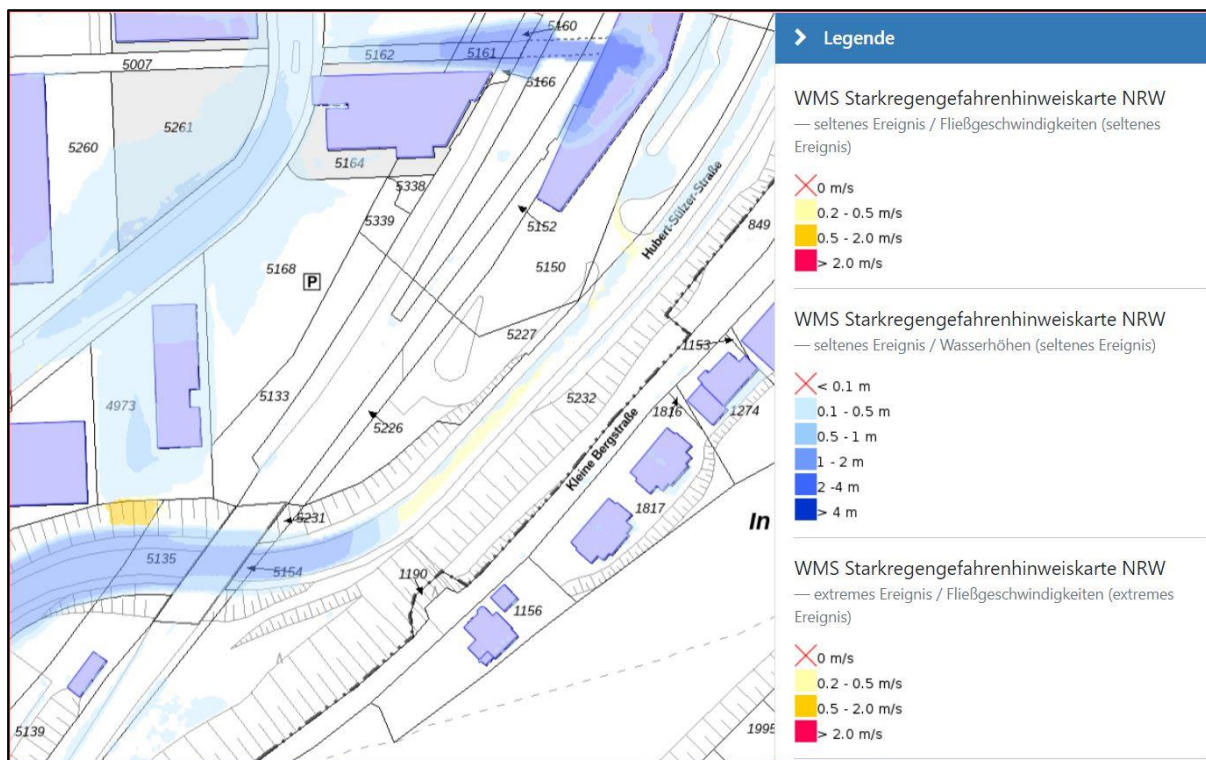 5160
5162
5161
5007
5166
5261
5260
5164
5338
5339
5152
849
Hubert-Sülzer-Straße
5168
P
5150
5227
1153
4973
5133
5232
1816
1274
5226
Kleine Bergstraße
1817
5231
In
5135
5154
1190
1156
5139
1995
Legende
WMS Starkregengefahrenhinweiskarte NRW
— seltenes Ereignis / Fließgeschwindigkeiten (seltenes
Ereignis)
0 m/s
0.2 - 0.5 m/s
0.5 - 2.0 m/s
> 2.0 m/s
WMS Starkregengefahrenhinweiskarte NRW
— seltenes Ereignis / Wasserhöhen (seltenes Ereignis)
< 0.1 m
0.1 - 0.5 m
0.5 - 1 m
1 - 2 m
2 -4 m
> 4 m
WMS Starkregengefahrenhinweiskarte NRW
— extremes Ereignis / Fließgeschwindigkeiten (extremes
Ereignis)
0 m/s
0.2 - 0.5 m/s
0.5 - 2.0 m/s
> 2.0 m/s